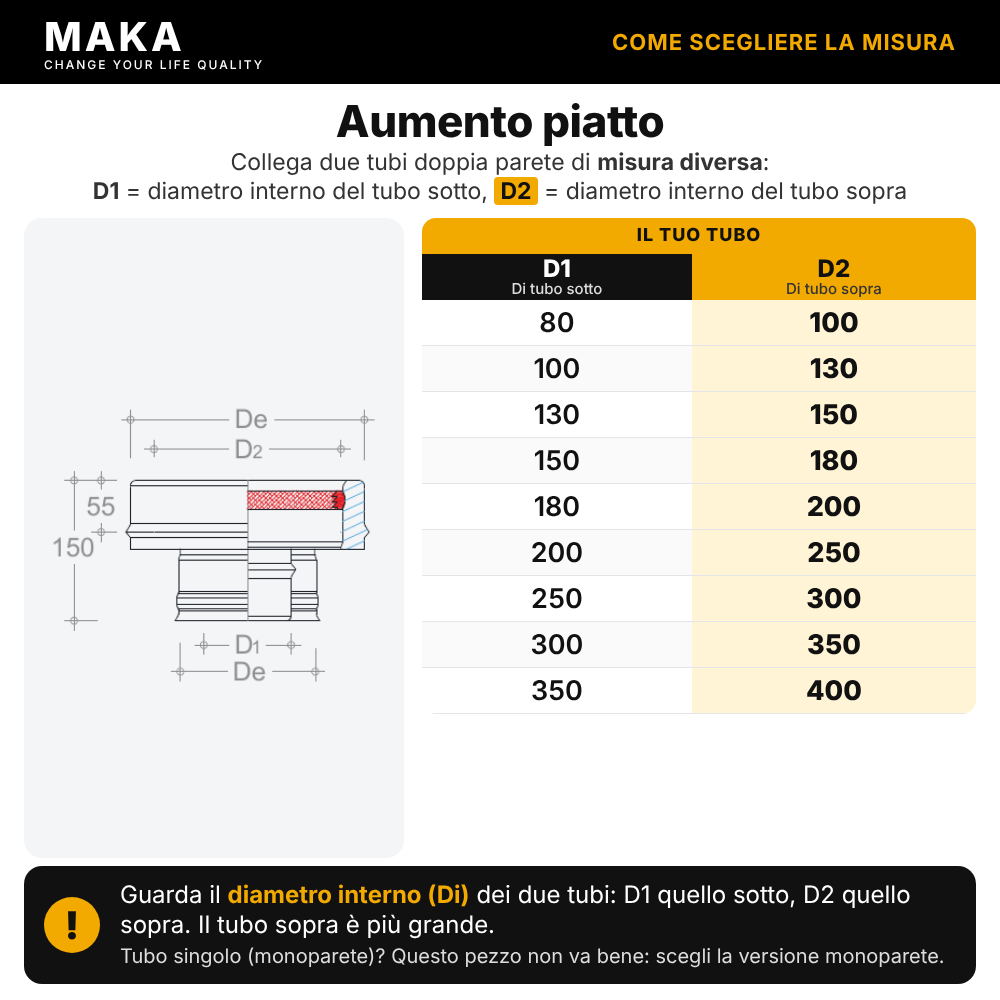 MAKA
CHANGE YOUR LIFE QUALITY
COME SCEGLIERE LA MISURA
Aumento piatto
Collega due tubi doppia parete di misura diversa:
D1 = diametro interno del tubo sotto, D2 = diametro interno del tubo sopra
De
D2
55
150
D1
De
IL TUO TUBO
D1 D2
Di tubo sotto Di tubo sopra
80 100
100 130
130 150
150 180
180 200
200 250
250 300
300 350
350 400
! Guarda il diametro interno (Di) dei due tubi: D1 quello sotto, D2 quello
sopra. Il tubo sopra è più grande.
Tubo singolo (monoparete)? Questo pezzo non va bene: scegli la versione monoparete.